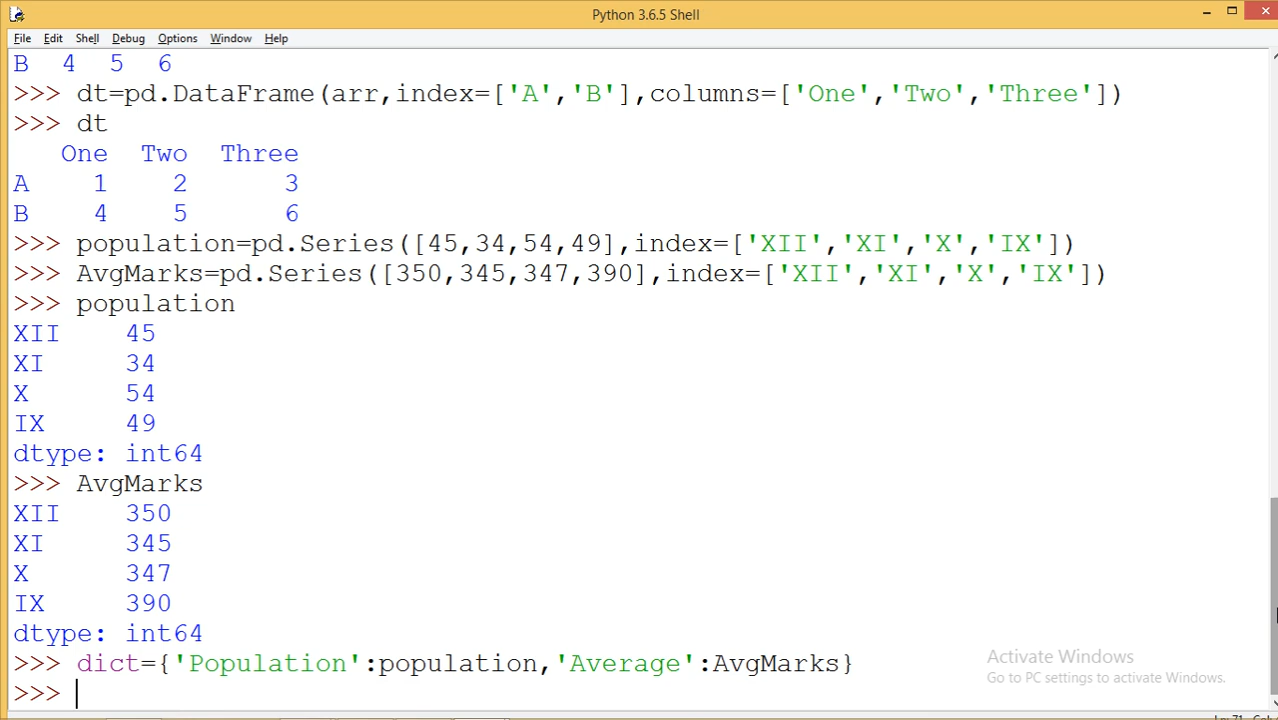 Python 3.6.5 Shell
File Edit Shell Debug Options Window Help
B  4  5  6
>>> dt=pd.DataFrame(arr,index=['A','B'],columns=['One','Two','Three'])
>>> dt
   One  Two  Three
A    1    2      3
B    4    5      6
>>> population=pd.Series([45,34,54,49],index=['XII','XI','X','IX'])
>>> AvgMarks=pd.Series([350,345,347,390],index=['XII','XI','X','IX'])
>>> population
XII    45
XI     34
X      54
IX     49
dtype: int64
>>> AvgMarks
XII    350
XI     345
X      347
IX     390
dtype: int64
>>> dict={'Population':population,'Average':AvgMarks}
>>>
Activate Windows
Go to PC settings to activate Windows.